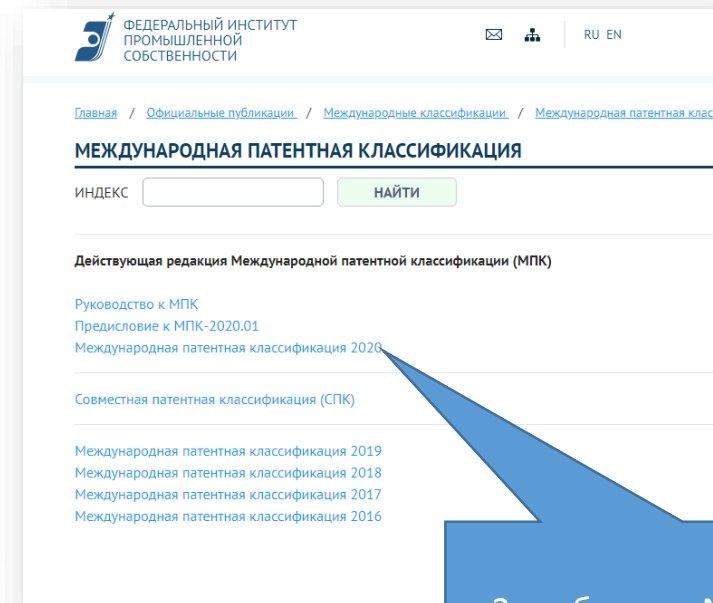 ФЕДЕРАЛЬНЫЙ ИНСТИТУТ
ПРОМЫШЛЕННОЙ
СОБСТВЕННОСТИ
RU EN
Главная / Официальные публикации / Международные классификации / Международная патентная
МЕЖДУНАРОДНАЯ ПАТЕНТНАЯ КЛАССИФИКАЦИЯ
ИНДЕКС НАЙТИ
Действующая редакция Международной патентной классификации (МПК)
Руководство к МПК
Предисловие к МПК-2020.01
Международная патентная классификация 2020
Совместная патентная классификация (СПК)
Международная патентная классификация 2019
Международная патентная классификация 2018
Международная патентная классификация 2017
Международная патентная классификация 2016